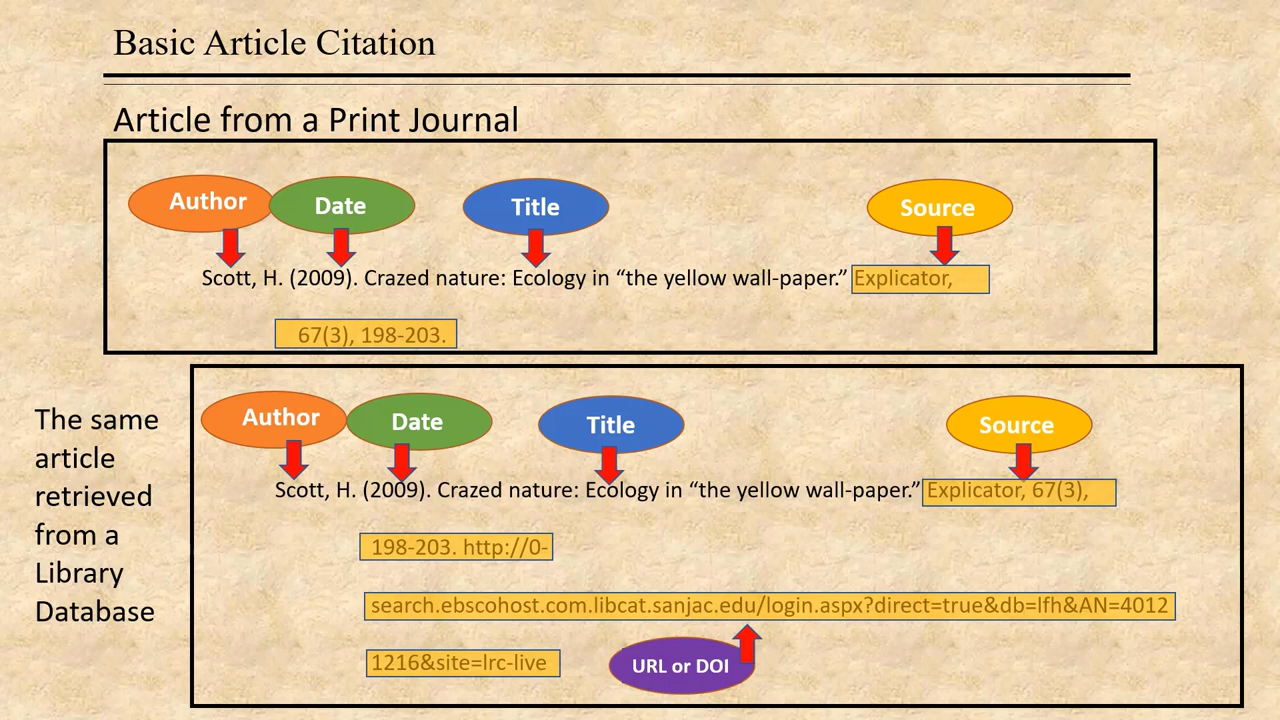 Basic Article Citation
Article from a Print Journal
Author Date Title Source
Scott, H. (2009). Crazed nature: Ecology in “the yellow wall-paper.” Explicator,
67(3), 198-203.
The same
article
retrieved
from a
Library
Database
Author Date Title Source
Scott, H. (2009). Crazed nature: Ecology in “the yellow wall-paper.” Explicator, 67(3),
198-203. http://0-
search.ebscohost.com.libcat.sanjac.edu/login.aspx?direct=true&db=lfh&AN=4012
1216&site=lrc-live
URL or DOI